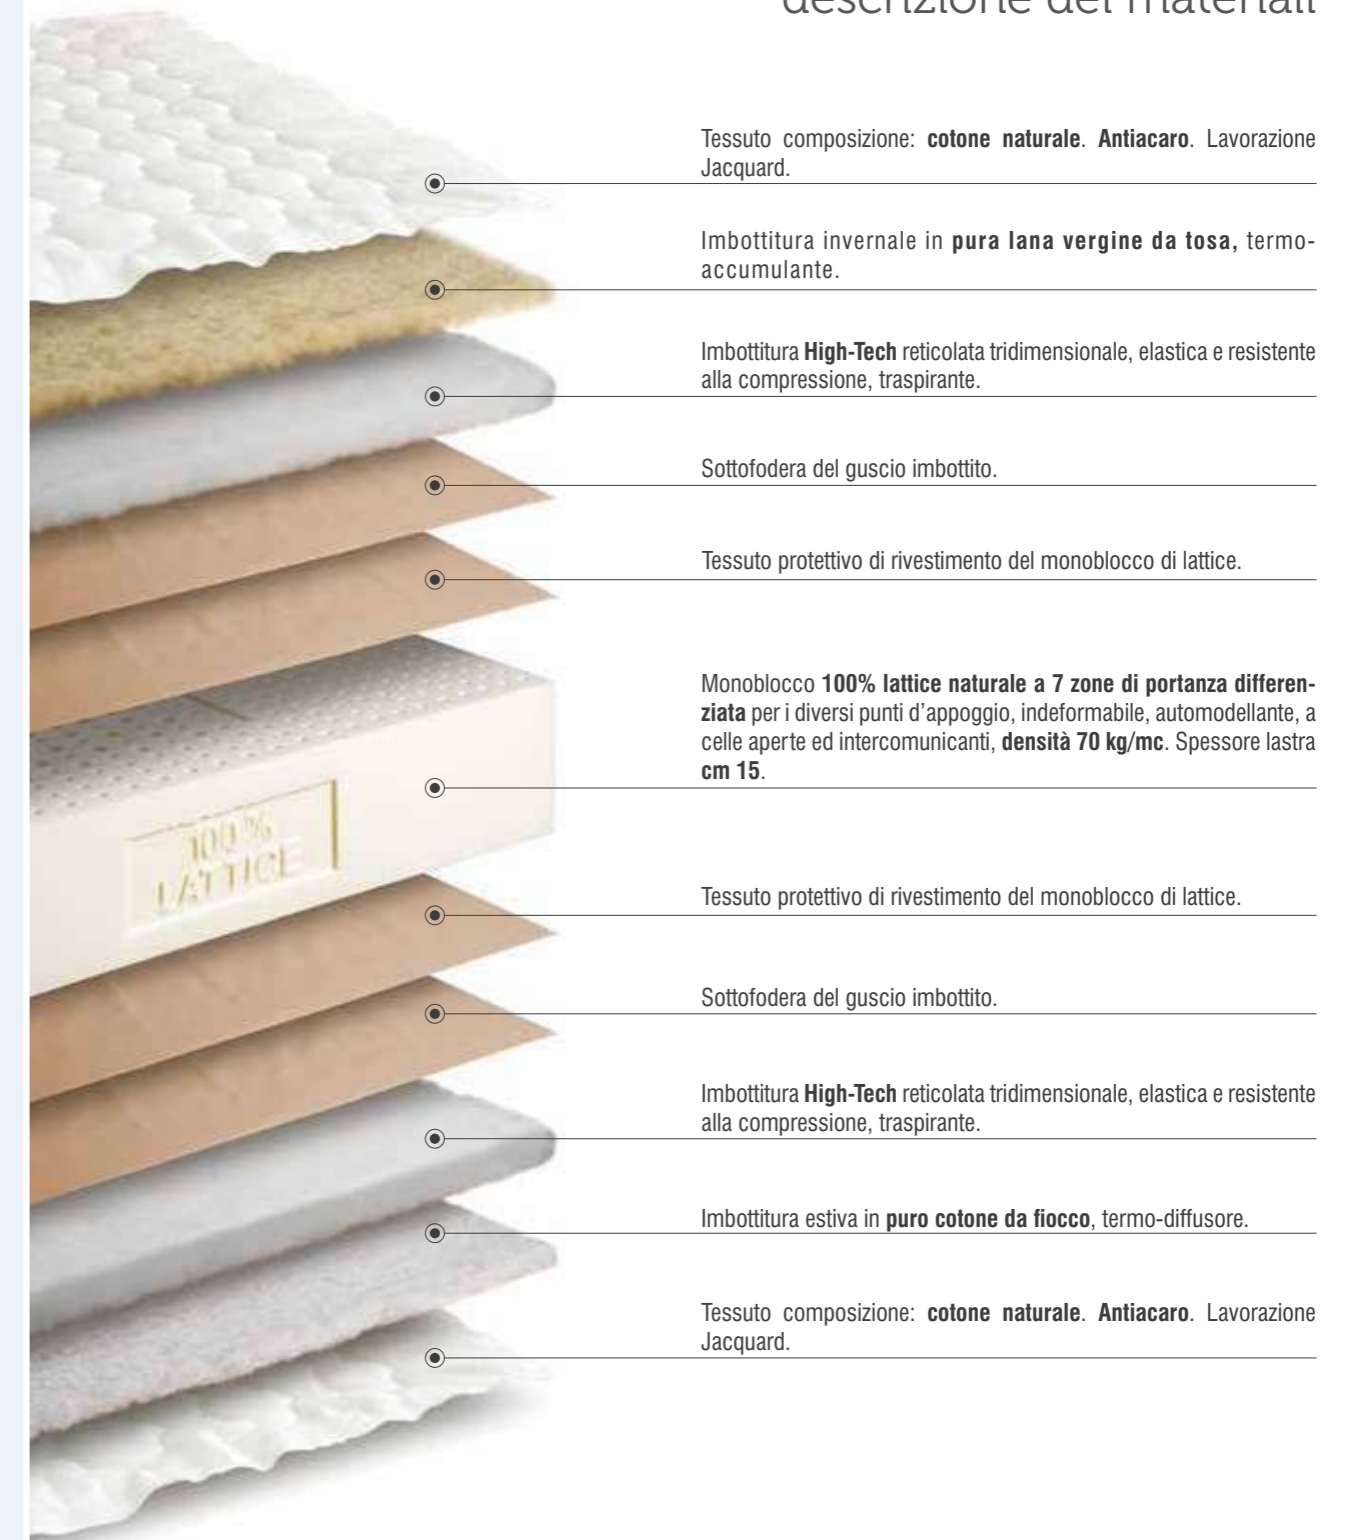 descrizione dei materiali
Tessuto composizione: cotone naturale. Antiacaro. Lavorazione
Jacquard.
Imbottitura invernale in pura lana vergine da tosa, termo-
accumulante.
Imbottitura High-Tech reticolata tridimensionale, elastica e resistente
alla compressione, traspirante.
Sottofodera del guscio imbottito.
Tessuto protettivo di rivestimento del monoblocco di lattice.
Monoblocco 100% lattice naturale a 7 zone di portanza differen-
ziata per i diversi punti d'appoggio, indeformabile, automodellante, a
celle aperte ed intercomunicanti, densità 70 kg/mc. Spessore lastra
cm 15.
100%
LATTICE
Tessuto protettivo di rivestimento del monoblocco di lattice.
Sottofodera del guscio imbottito.
Imbottitura High-Tech reticolata tridimensionale, elastica e resistente
alla compressione, traspirante.
Imbottitura estiva in puro cotone da fiocco, termo-diffusore.
Tessuto composizione: cotone naturale. Antiacaro. Lavorazione
Jacquard.